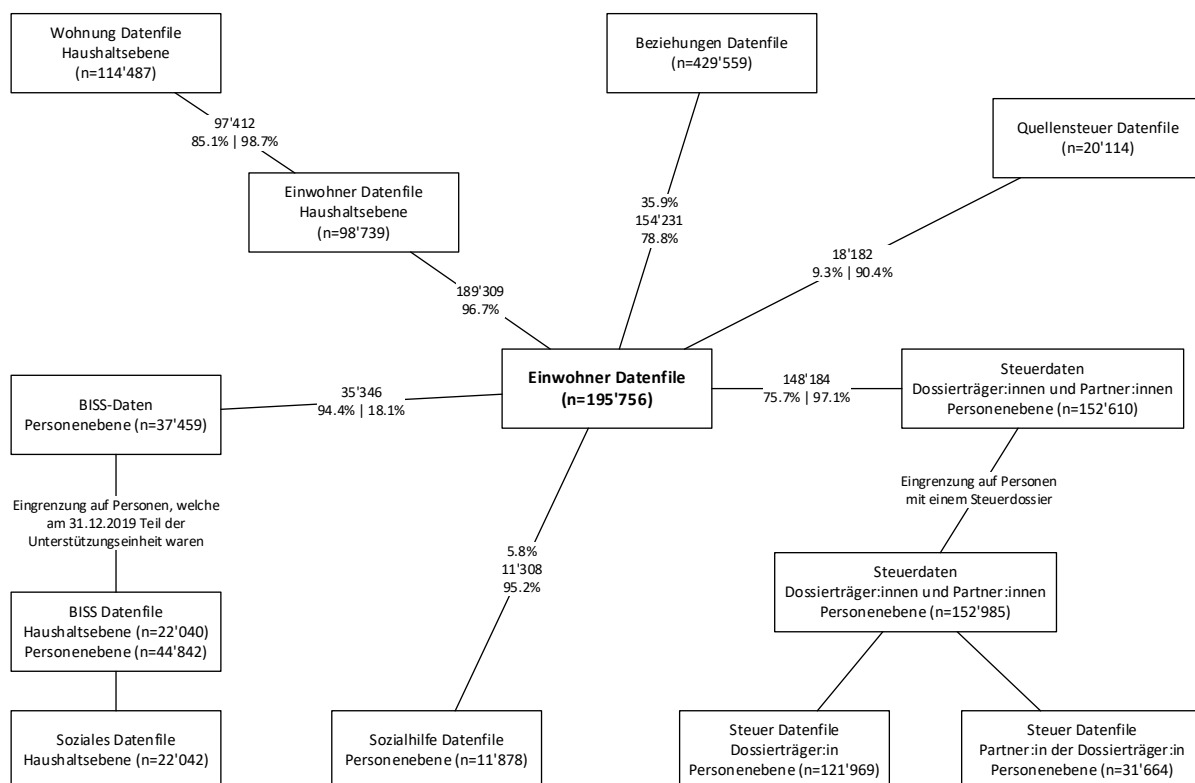 Wohnung Datenfile
Haushaltsebene
(n=114'487)
Beziehungen Datenfile
(n=429'559)
Quellensteuer Datenfile
(n=20'114)
97'412
85.1% | 98.7%
Einwohner Datenfile
Haushaltsebene
(n=98'739)
35.9%
154'231
78.8%
18'182
9.3% | 90.4%
189'309
96.7%
Einwohner Datenfile
(n=195'756)
148'184
75.7% | 97.1%
Steuerdaten
Dossierträger:innen und Partner:innen
Personenebene (n=152'610)
35'346
94.4% | 18.1%
BISS-Daten
Personenebene (n=37'459)
Eingrenzung auf Personen, welche
am 31.12.2019 Teil der
Unterstützungseinheit waren
Eingrenzung auf Personen
mit einem Steuerdossier
5.8%
11'308
95.2%
Steuerdaten
Dossierträger:innen und Partner:innen
Personenebene (n=152'985)
BISS Datenfile
Haushaltsebene (n=22'040)
Personenebene (n=44'842)
Soziales Datenfile
Haushaltsebene (n=22'042)
Sozialhilfe Datenfile
Personenebene (n=11'878)
Steuer Datenfile
Dossierträger:in
Personenebene (n=121'969)
Steuer Datenfile
Partner:in der Dossierträger:in
Personenebene (n=31'664)